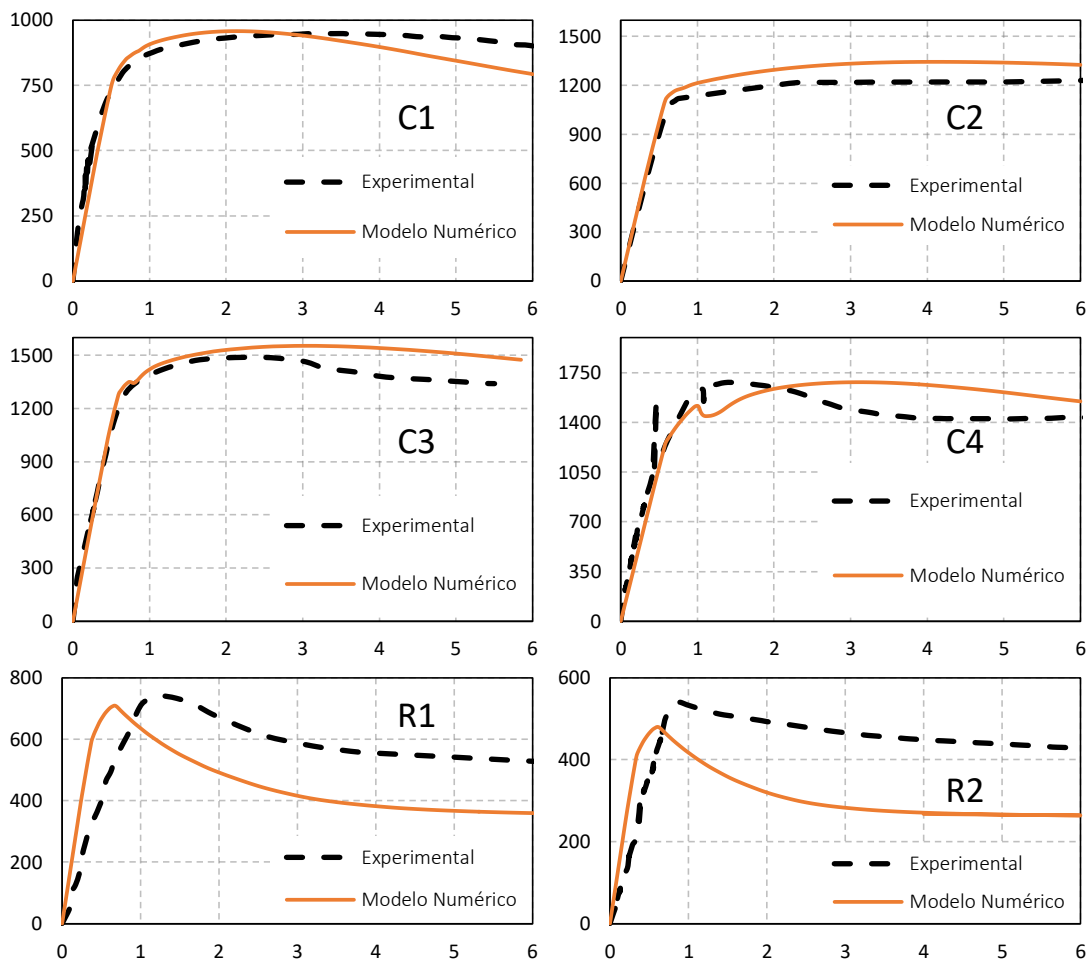 1000
750
500
250
0
0 1 2 3 4 5 6
C1
Experimental
Modelo Numérico
1500
1200
900
600
300
0
0 1 2 3 4 5 6
C2
Experimental
Modelo Numérico
1500
1200
900
600
300
0
0 1 2 3 4 5 6
C3
Experimental
Modelo Numérico
1750
1400
1050
700
350
0
0 1 2 3 4 5 6
C4
Experimental
Modelo Numérico
800
600
400
200
0
0 1 2 3 4 5 6
R1
Experimental
Modelo Numérico
600
400
200
0
0 1 2 3 4 5 6
R2
Experimental
Modelo Numérico